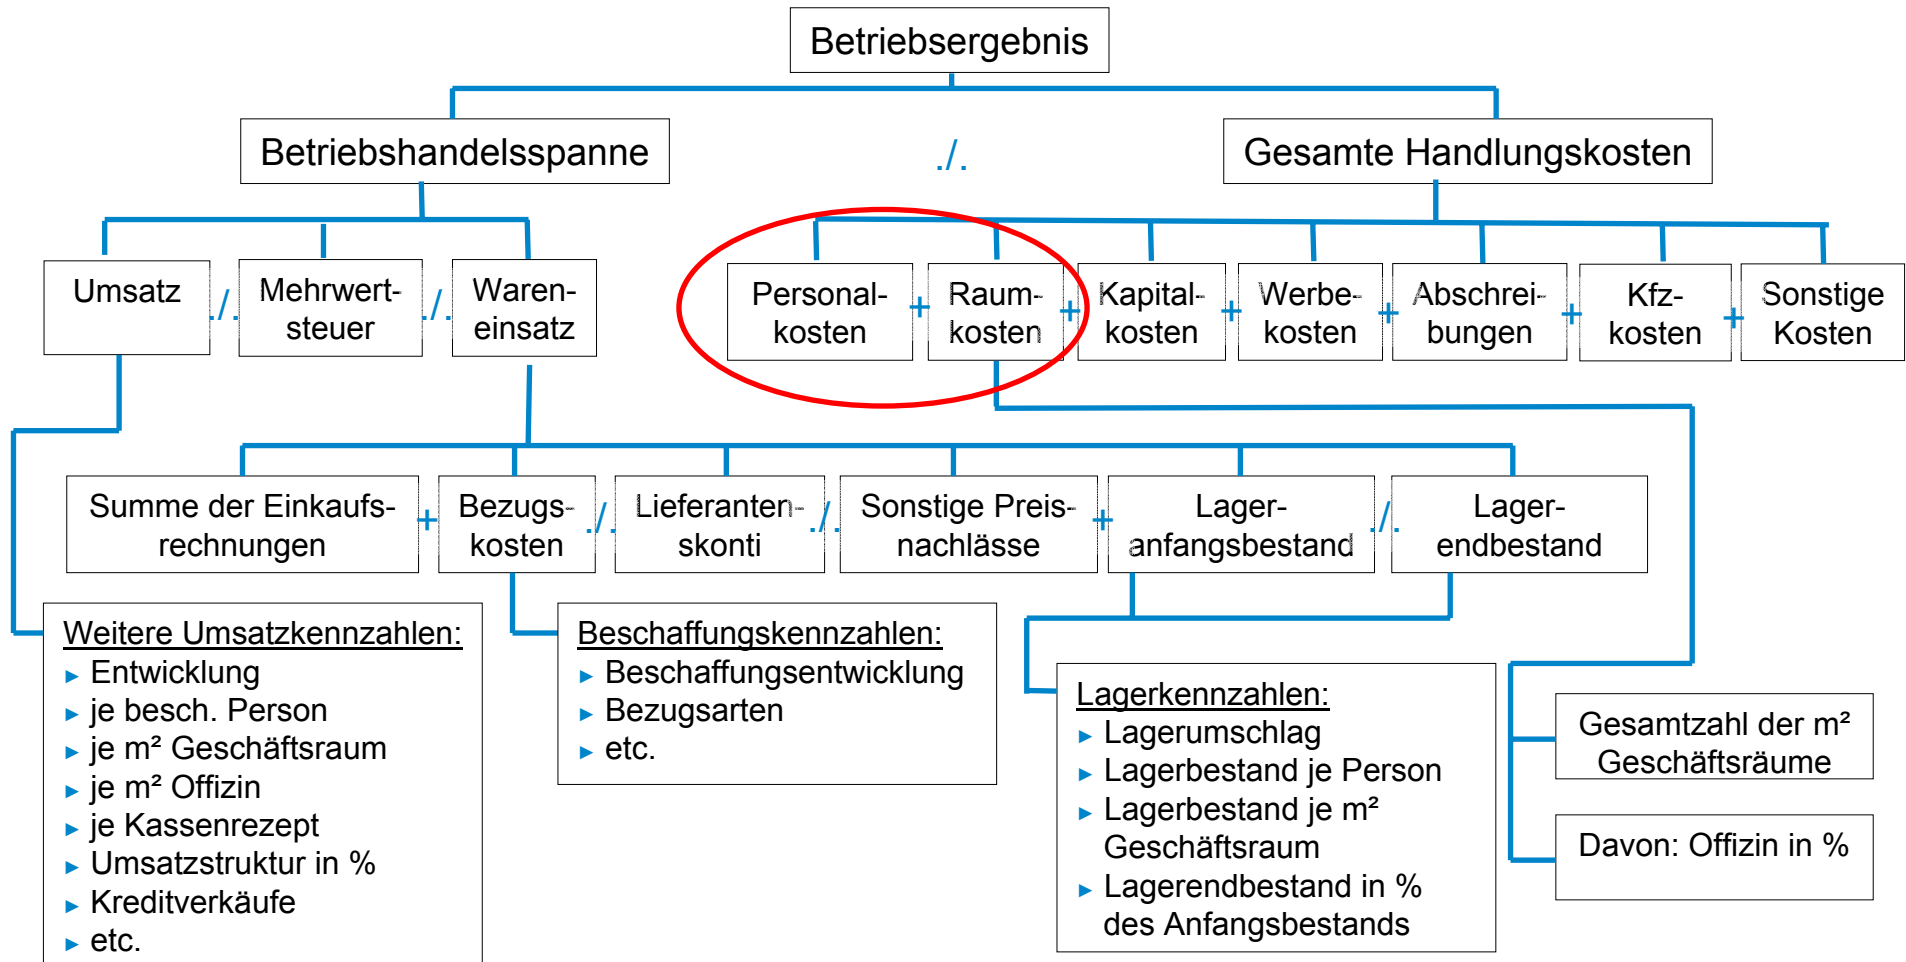 Betriebsergebnis
Betriebshandelsspanne
./.
Gesamte Handlungskosten
Umsatz
./.
Mehrwert-
steuer
./.
Waren-
einsatz
Personal-
kosten
+
Raum-
kosten
+
Kapital-
kosten
+
Werbe-
kosten
+
Abschrei-
bungen
+
Kfz-
kosten
+
Sonstige
Kosten
Summe der Einkaufs-
rechnungen
+
Bezugs-
kosten
./.
Lieferanten-
skonti
./.
Sonstige Preis-
nachlässe
+
Lager-
anfangsbestand
./.
Lager-
endbestand
Weitere Umsatzkennzahlen:
► Entwicklung
► je besch. Person
► je m² Geschäftsraum
► je m² Offizin
► je Kassenrezept
► Umsatzstruktur in %
► Kreditverkäufe
► etc.
Beschaffungskennzahlen:
► Beschaffungsentwicklung
► Bezugsarten
► etc.
Lagerkennzahlen:
► Lagerumschlag
► Lagerbestand je Person
► Lagerbestand je m²
Geschäftsraum
► Lagerendbestand in %
des Anfangsbestands
Gesamtzahl der m²
Geschäftsräume
Davon: Offizin in %